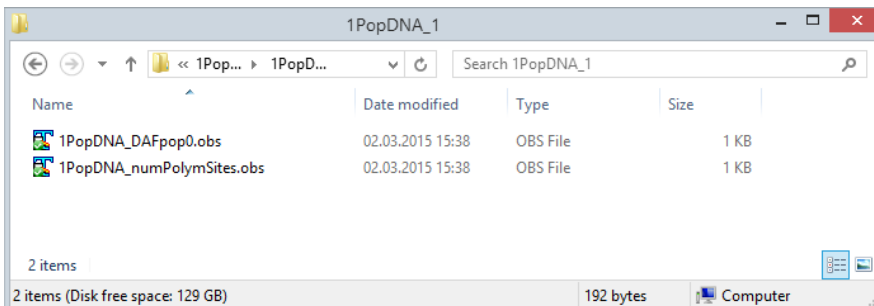 1PopDNA_1
« 1Pop... 1PopD... Search 1PopDNA_1
Name Date modified Type Size
1PopDNA_DAFpop0.obs 02.03.2015 15:38 OBS File 1 KB
1PopDNA_numPolymSites.obs 02.03.2015 15:38 OBS File 1 KB
2 items
2 items (Disk free space: 129 GB) 192 bytes Computer